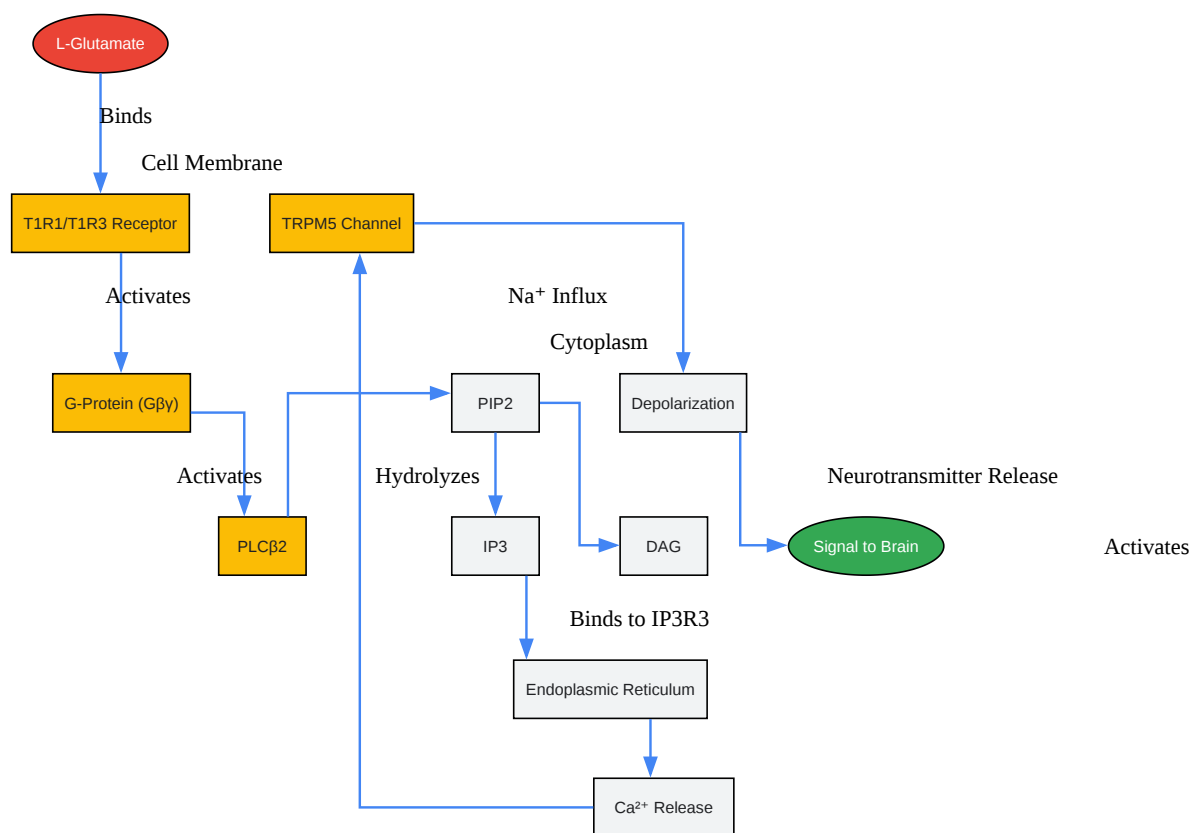 L-Glutamate
Binds
Cell Membrane
T1R1/T1R3 Receptor
TRPM5 Channel
Activates
Na⁺ Influx
Cytoplasm
G-Protein (Gβγ)
PIP2
Depolarization
Activates
Hydrolyzes
Neurotransmitter Release
PLCβ2
IP3
DAG
Signal to Brain
Activates
Binds to IP3R3
Endoplasmic Reticulum
Ca²⁺ Release